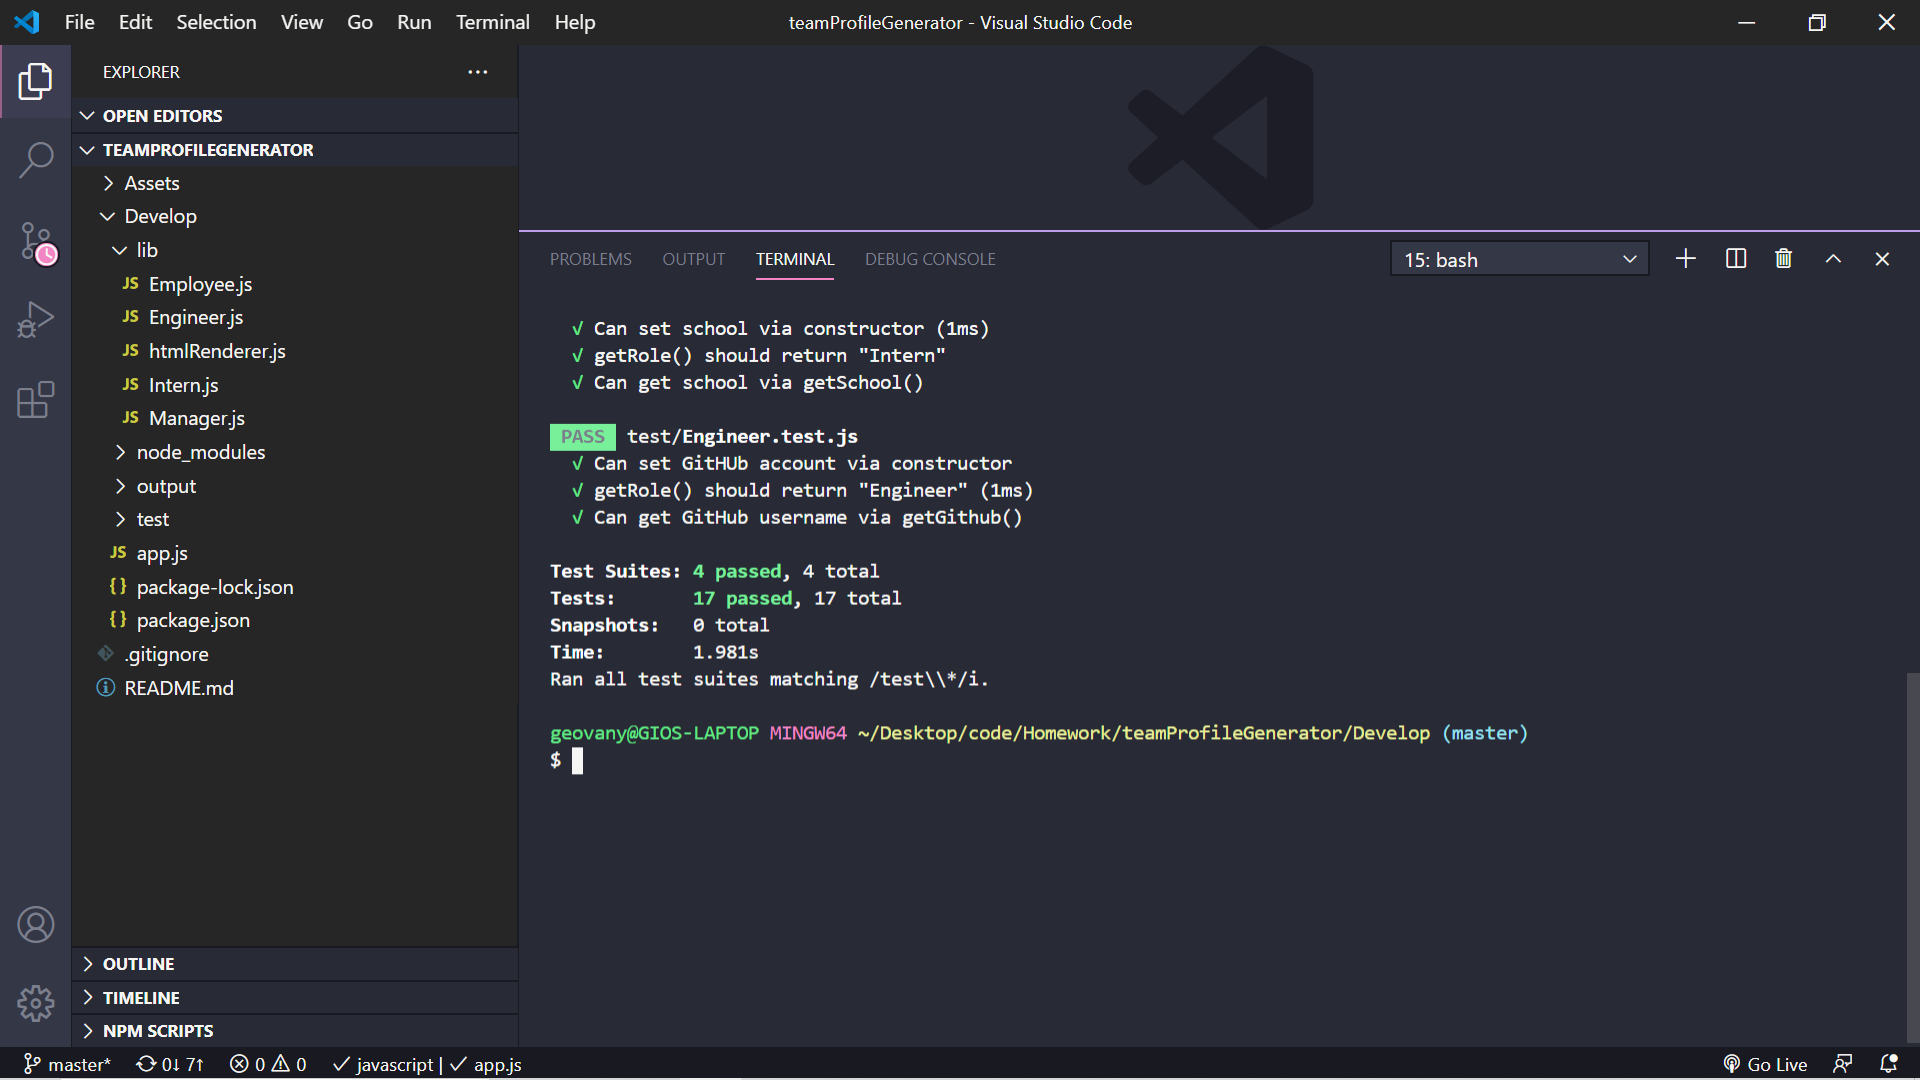 File Edit Selection View Go Run Terminal Help
teamProfileGenerator - Visual Studio Code
EXPLORER
OPEN EDITORS
TEAMPROFILEGENERATOR
Assets
Develop
lib
JS Employee.js
JS Engineer.js
JS htmlRenderer.js
JS Intern.js
JS Manager.js
node_modules
output
test
JS app.js
{} package-lock.json
{} package.json
.gitignore
README.md
OUTLINE
TIMELINE
NPM SCRIPTS
PROBLEMS OUTPUT TERMINAL DEBUG CONSOLE
15: bash
√ Can set school via constructor (1ms)
√ getRole() should return "Intern"
√ Can get school via getSchool()
PASS test/Engineer.test.js
√ Can set GitHUb account via constructor
√ getRole() should return "Engineer" (1ms)
√ Can get GitHub username via getGithub()
Test Suites: 4 passed, 4 total
Tests: 17 passed, 17 total
Snapshots: 0 total
Time: 1.981s
Ran all test suites matching /test\\*/i.
geovany@GIOS-LAPTOP MINGW64 ~/Desktop/code/Homework/teamProfileGenerator/Develop (master)
$
master* 0↓ 7↑ 0 0 ✓ javascript | ✓ app.js
Go Live